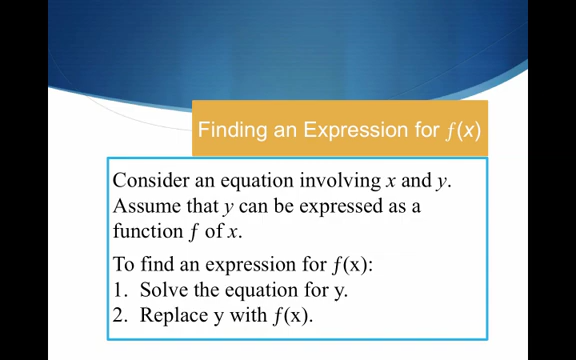 Finding an Expression for ƒ(x)
Consider an equation involving x and y.
Assume that y can be expressed as a
function ƒ of x.
To find an expression for ƒ(x):
1. Solve the equation for y.
2. Replace y with ƒ(x).